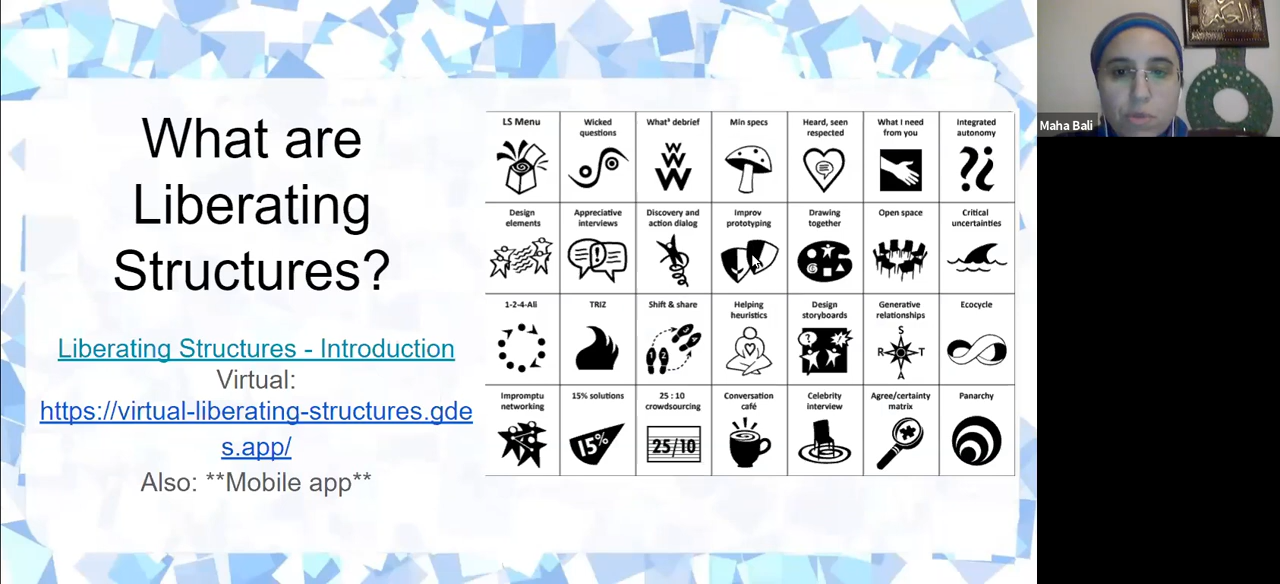 What are
Liberating
Structures?
Liberating Structures - Introduction
Virtual:
https://virtual-liberating-structures.gde
s.app/
Also: **Mobile app**
LS Menu
Wicked
questions
What³ debrief
W
W
W
Min specs
Heard, seen
respected
What I need
from you
Integrated
autonomy
Design
elements
Appreciative
interviews
Discovery and
action dialog
Improv
prototyping
Drawing
together
Open space
Critical
uncertainties
1-2-4-All
TRIZ
Shift & share
1 2
Helping
heuristics
Design
storyboards
Generative
relationships
S
R T
A
Ecocycle
Impromptu
networking
15% solutions
15%
25 : 10
crowdsourcing
25/10
Conversation
café
Celebrity
interview
Agree/certainty
matrix
Panarchy
Maha Bali